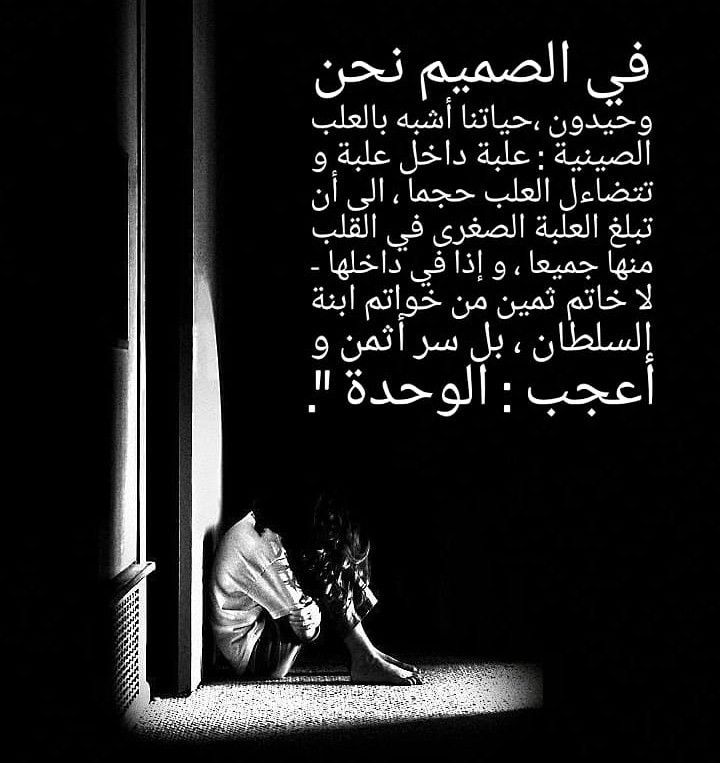 في الصميم نحن
وحيدون ،حياتنا أشبه بالعلب
الصينية : علبة داخل علبة و
تتضاءل العلب حجما ، الى أن
تبلغ العلبة الصغرى في القلب
منها جميعا ، و إذا في داخلها -
لا خاتم ثمين من خواتم ابنة
السلطان ، بل سر أثمن و
أعجب : الوحدة ".